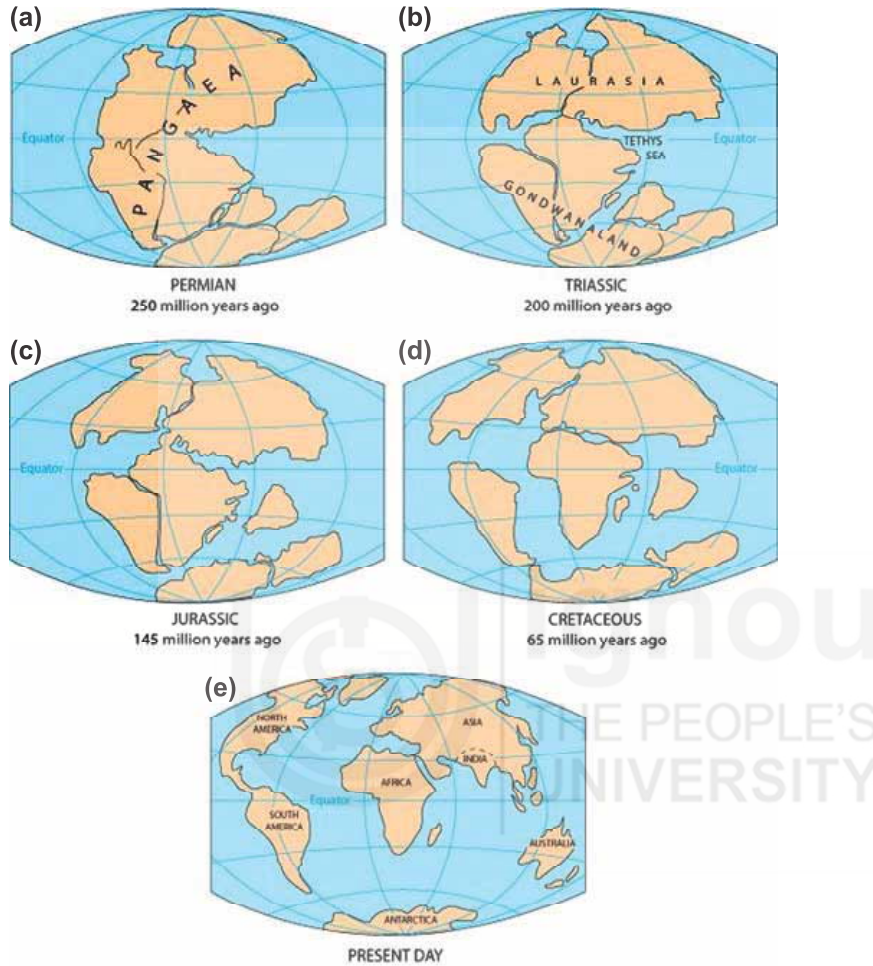 (a)
PANGAEA
Equator
PERMIAN
250 million years ago
(b)
LAURASIA
Equator
TETHYS
SEA
GONDWANALAND
TRIASSIC
200 million years ago
(c)
Equator
JURASSIC
145 million years ago
(d)
Equator
CRETACEOUS
65 million years ago
(e)
NORTH
AMERICA
ASIA
INDIA
AFRICA
Equator
SOUTH
AMERICA
AUSTRALIA
ANTARCTICA
PRESENT DAY
ignou
THE PEOPLE'S
UNIVERSITY